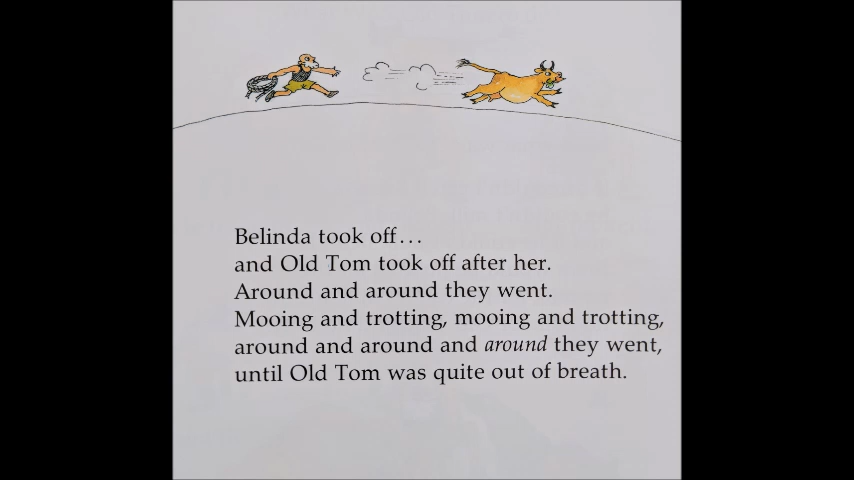 Belinda took off...
and Old Tom took off after her.
Around and around they went.
Mooing and trotting, mooing and trotting,
around and around and around they went,
until Old Tom was quite out of breath.